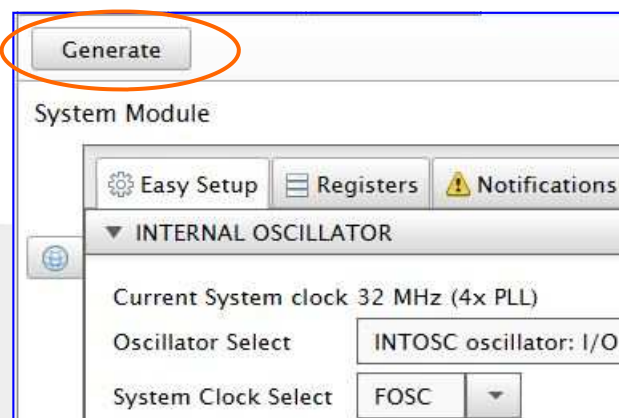 Generate
System Module
Easy Setup Registers Notifications
INTERNAL OSCILLATOR
Current System clock 32 MHz (4x PLL)
Oscillator Select INTOSC oscillator: I/O
System Clock Select FOSC